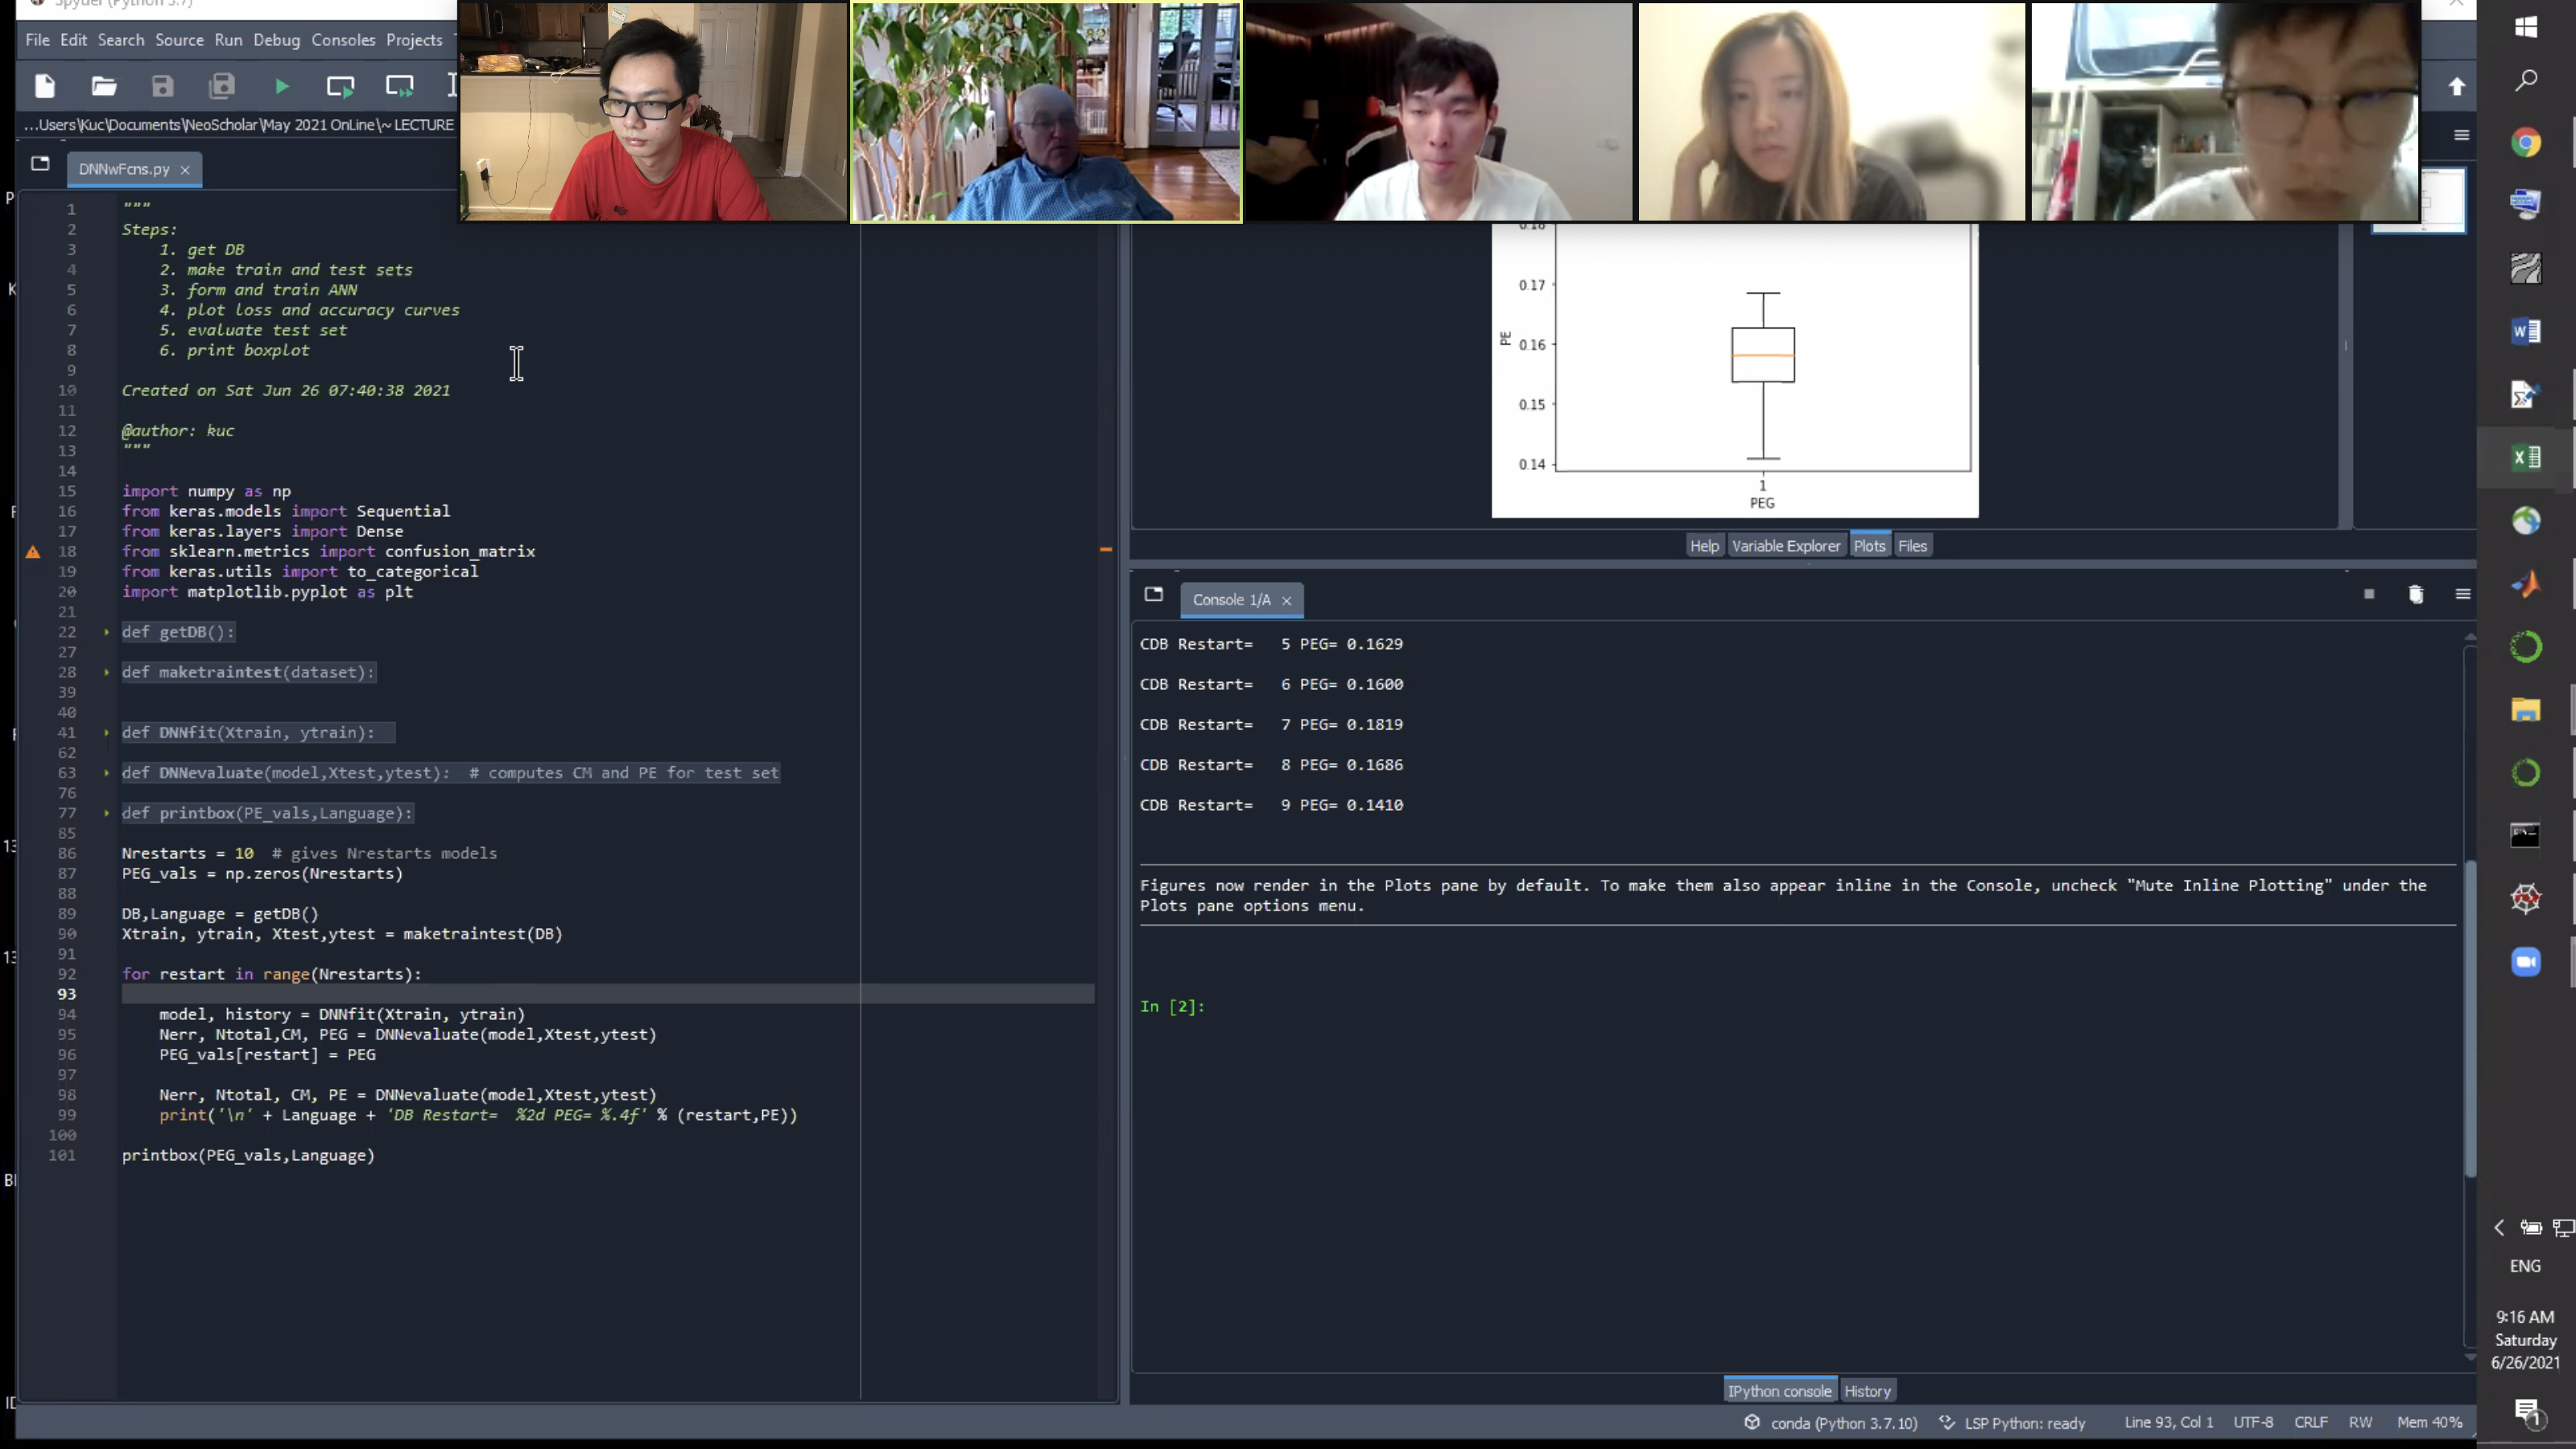 Spyder (Python 3.7)
File Edit Search Source Run Debug Consoles Projects
...Users\Kuc\Documents\NeoScholar\May 2021 OnLine\~ LECTURE
DNNwFcns.py
1 """
2 Steps:
3 1. get DB
4 2. make train and test sets
5 3. form and train ANN
6 4. plot loss and accuracy curves
7 5. evaluate test set
8 6. print boxplot
9
10 Created on Sat Jun 26 07:40:38 2021
11
12 @author: kuc
13 """
14
15 import numpy as np
16 from keras.models import Sequential
17 from keras.layers import Dense
18 from sklearn.metrics import confusion_matrix
19 from keras.utils import to_categorical
20 import matplotlib.pyplot as plt
21
22 def getDB():
27
28 def maketraintest(dataset):
39
40
41 def DNNfit(Xtrain, ytrain):
62
63 def DNNevaluate(model,Xtest,ytest):  # computes CM and PE for test set
76
77 def printbox(PE_vals,Language):
85
86 Nrestarts = 10  # gives Nrestarts models
87 PEG_vals = np.zeros(Nrestarts)
88
89 DB,Language = getDB()
90 Xtrain, ytrain, Xtest,ytest = maketraintest(DB)
91
92 for restart in range(Nrestarts):
93
94 model, history = DNNfit(Xtrain, ytrain)
95 Nerr, Ntotal,CM, PEG = DNNevaluate(model,Xtest,ytest)
96 PEG_vals[restart] = PEG
97
98 Nerr, Ntotal, CM, PE = DNNevaluate(model,Xtest,ytest)
99 print('\n' + Language + 'DB Restart=  %2d PEG= %.4f' % (restart,PE))
100
101 printbox(PEG_vals,Language)
0.18
0.17
0.16
0.15
0.14
PE
1
PEG
Help Variable Explorer Plots Files
Console 1/A
CDB Restart=   5 PEG= 0.1629
CDB Restart=   6 PEG= 0.1600
CDB Restart=   7 PEG= 0.1819
CDB Restart=   8 PEG= 0.1686
CDB Restart=   9 PEG= 0.1410
Figures now render in the Plots pane by default. To make them also appear inline in the Console, uncheck "Mute Inline Plotting" under the
Plots pane options menu.
In [2]:
IPython console History
conda (Python 3.7.10) LSP Python: ready Line 93, Col 1 UTF-8 CRLF RW Mem 40%
ENG
9:16 AM
Saturday
6/26/2021
1